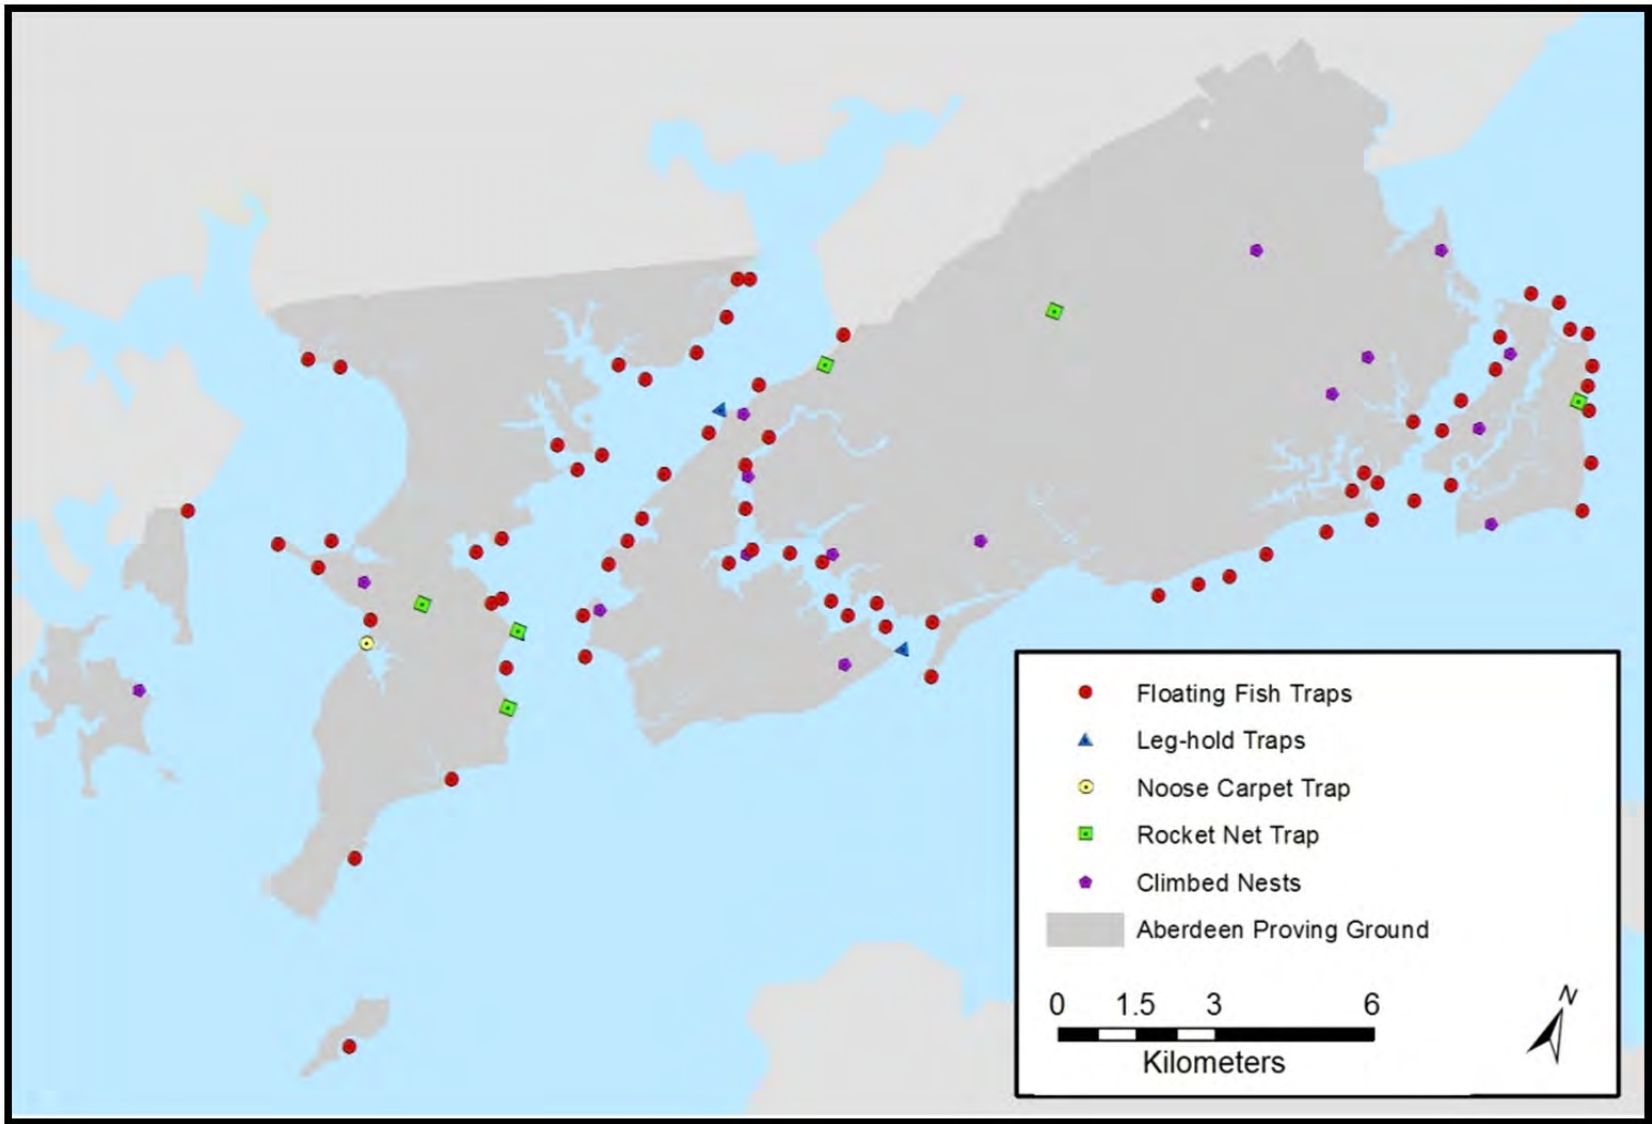 Floating Fish Traps
Leg-hold Traps
Noose Carpet Trap
Rocket Net Trap
Climbed Nests
Aberdeen Proving Ground
0 1.5 3 6
Kilometers
N